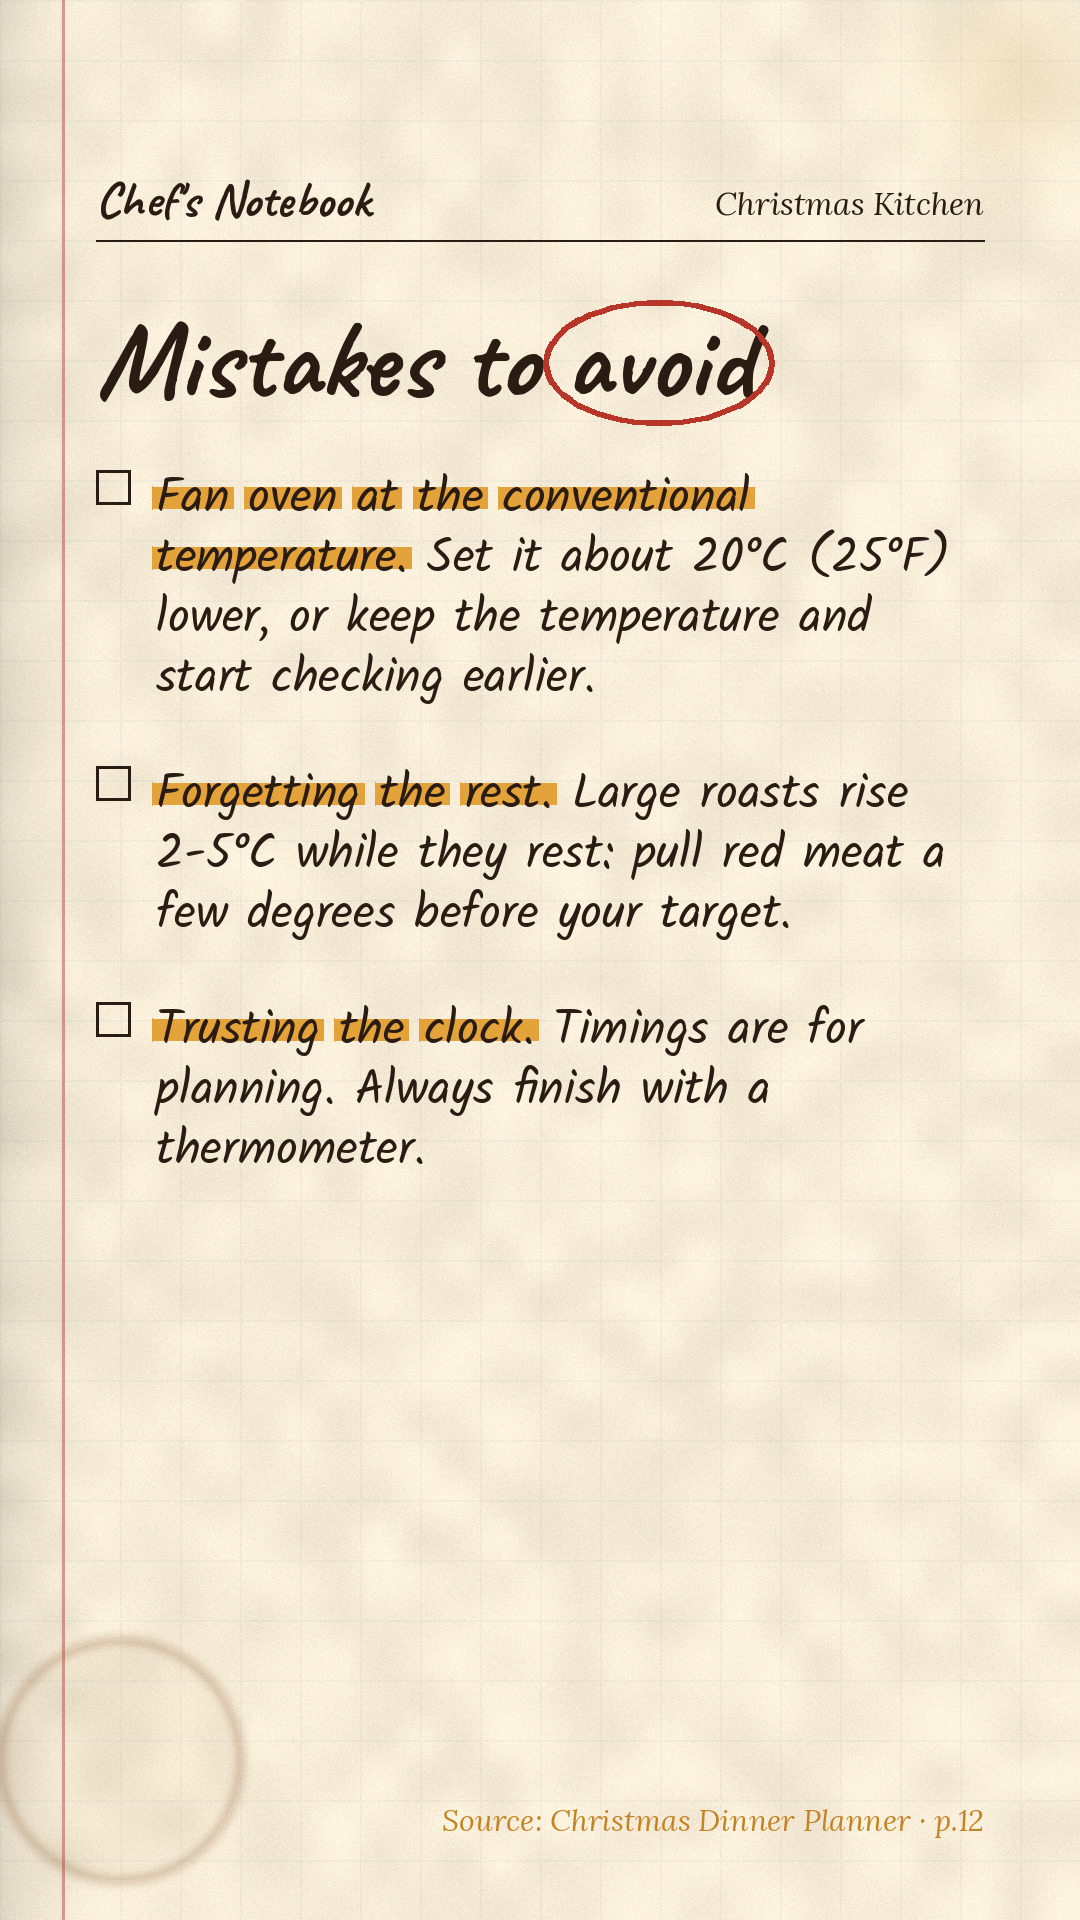 Chef's Notebook
Christmas Kitchen
Mistakes to avoid
Fan oven at the conventional
temperature. Set it about 20°C (25°F)
lower, or keep the temperature and
start checking earlier.
Forgetting the rest. Large roasts rise
2-5°C while they rest: pull red meat a
few degrees before your target.
Trusting the clock. Timings are for
planning. Always finish with a
thermometer.
Source: Christmas Dinner Planner · p.12